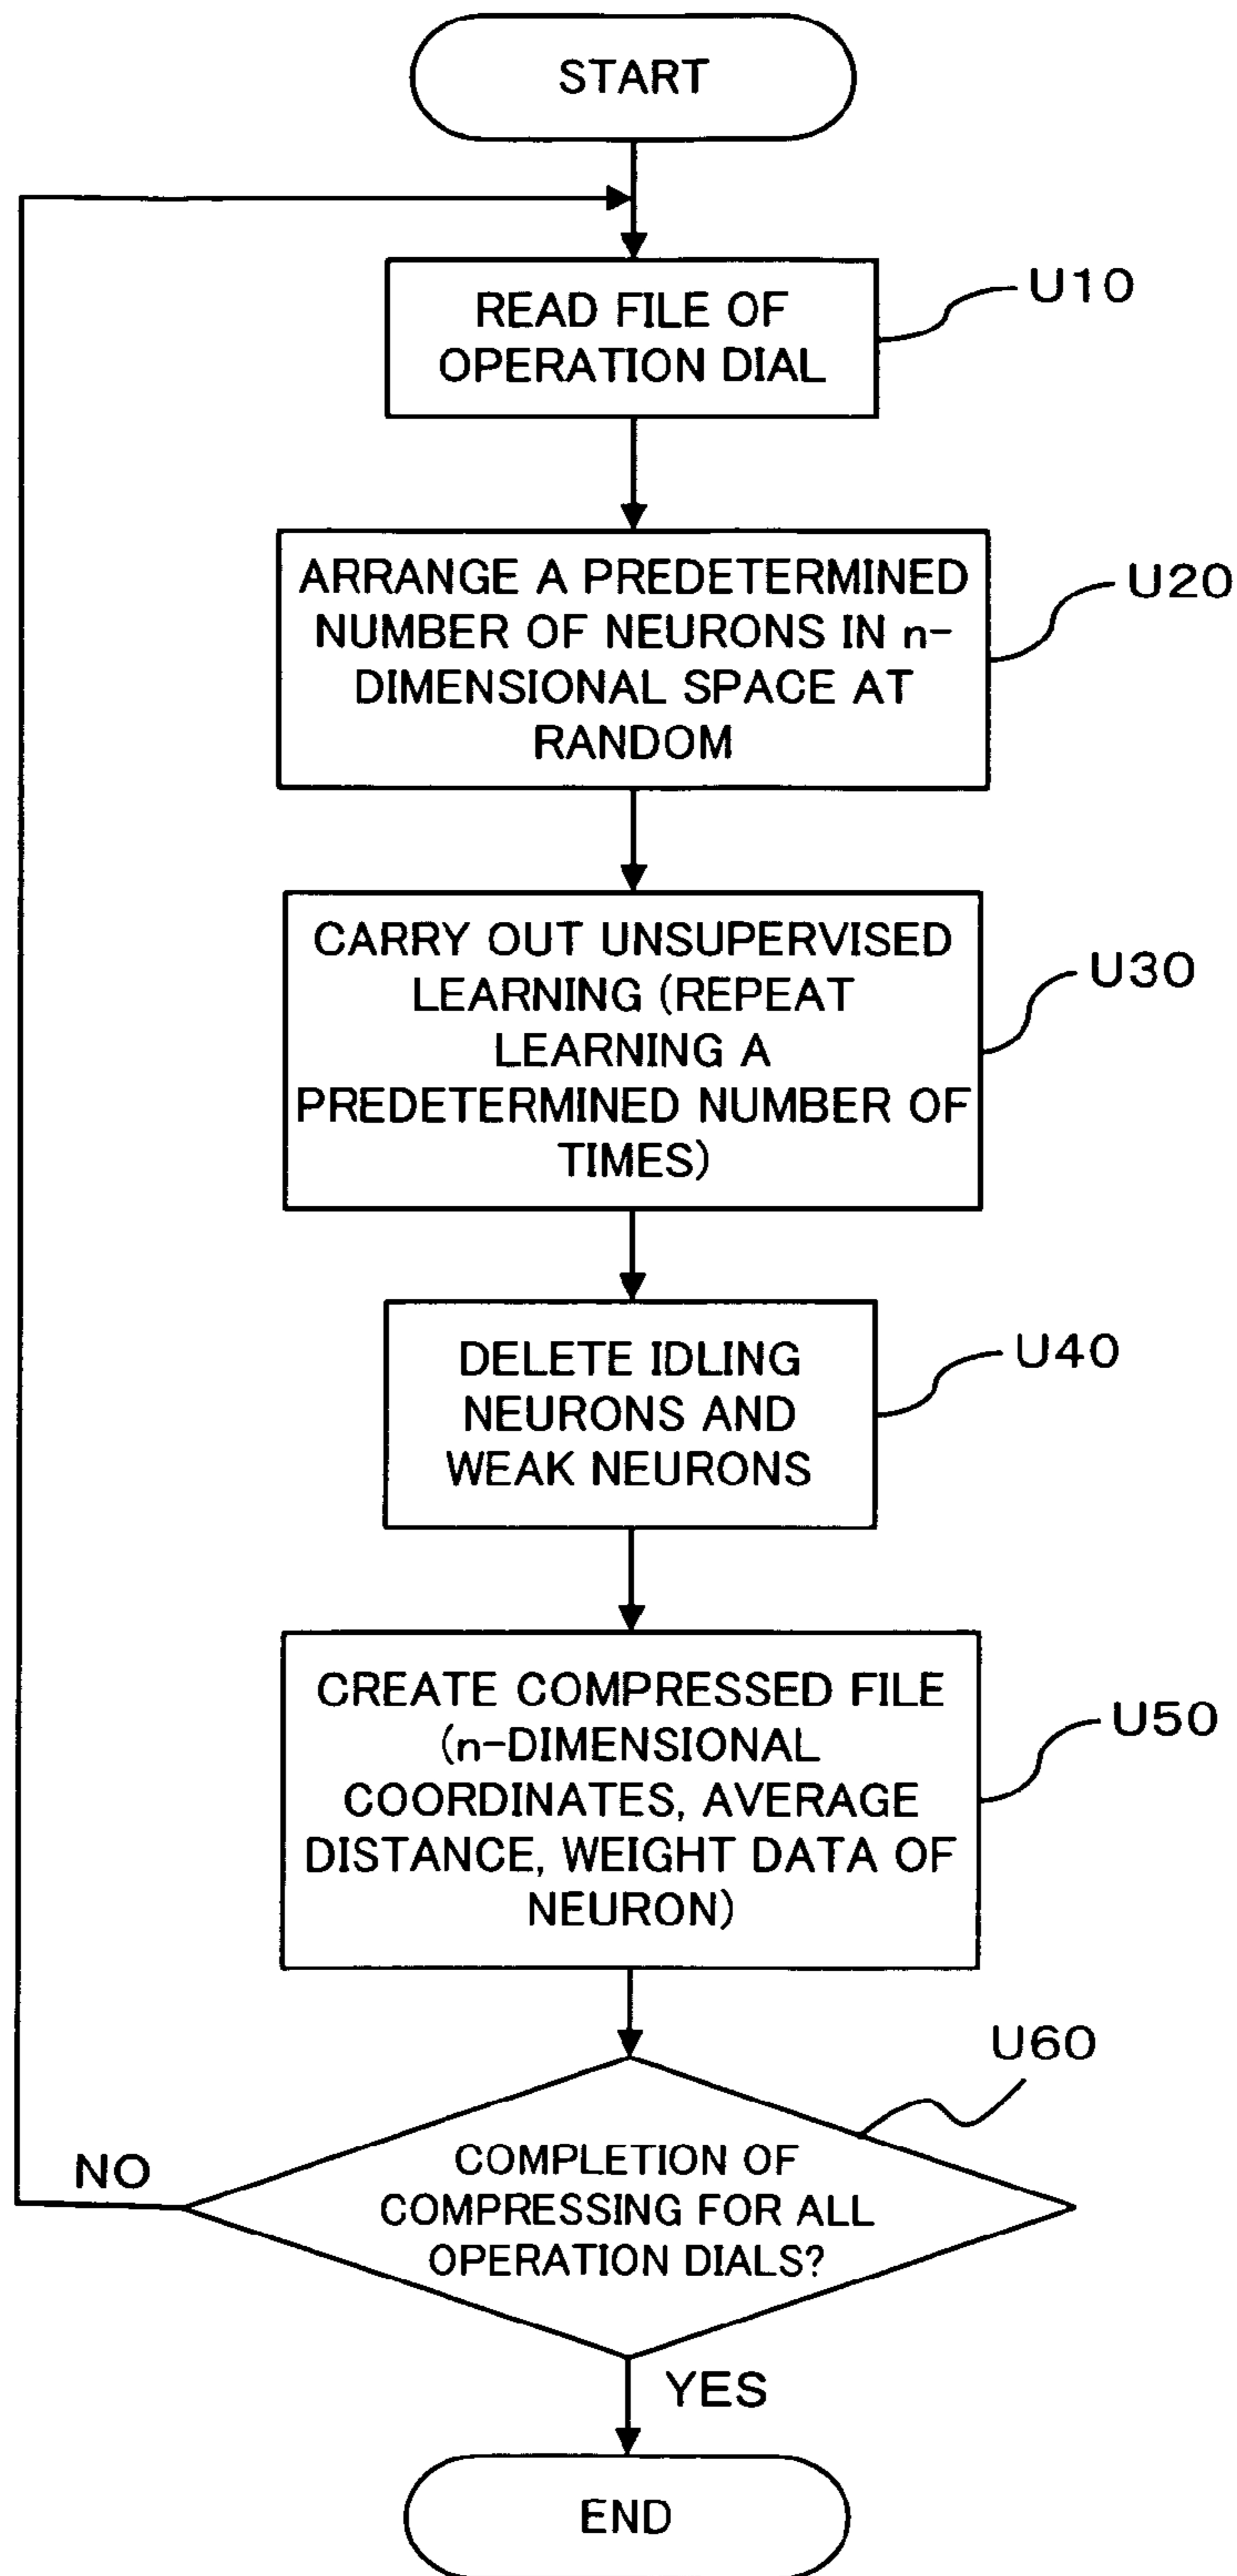 START
READ FILE OF
OPERATION DIAL
U10
ARRANGE A PREDETERMINED
NUMBER OF NEURONS IN n-
DIMENSIONAL SPACE AT
RANDOM
U20
CARRY OUT UNSUPERVISED
LEARNING (REPEAT
LEARNING A
PREDETERMINED NUMBER OF
TIMES)
U30
DELETE IDLING
NEURONS AND
WEAK NEURONS
U40
CREATE COMPRESSED FILE
(n-DIMENSIONAL
COORDINATES, AVERAGE
DISTANCE, WEIGHT DATA OF
NEURON)
U50
U60
COMPLETION OF
COMPRESSING FOR ALL
OPERATION DIALS?
NO
YES
END